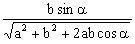 b sin α
√a² + b² + 2ab cos α